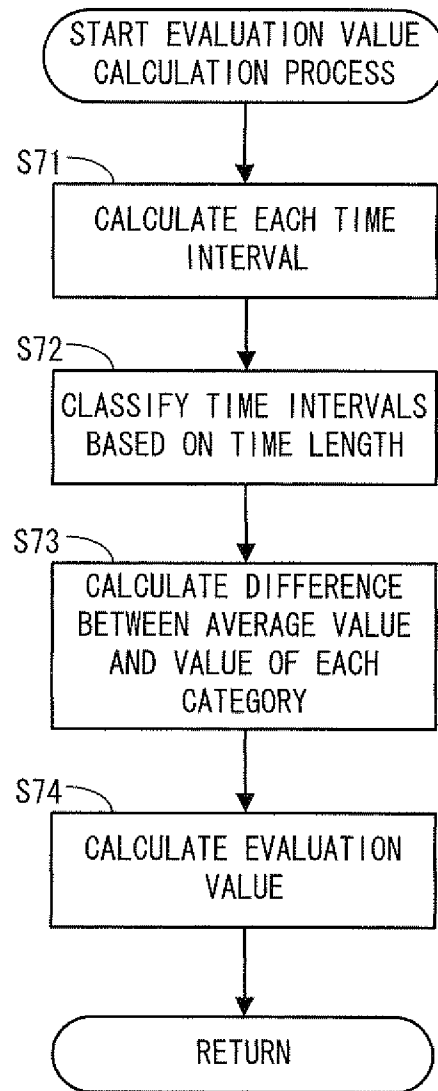 START EVALUATION VALUE
CALCULATION PROCESS
S71
CALCULATE EACH TIME
INTERVAL
S72
CLASSIFY TIME INTERVALS
BASED ON TIME LENGTH
S73
CALCULATE DIFFERENCE
BETWEEN AVERAGE VALUE
AND VALUE OF EACH
CATEGORY
S74
CALCULATE EVALUATION
VALUE
RETURN